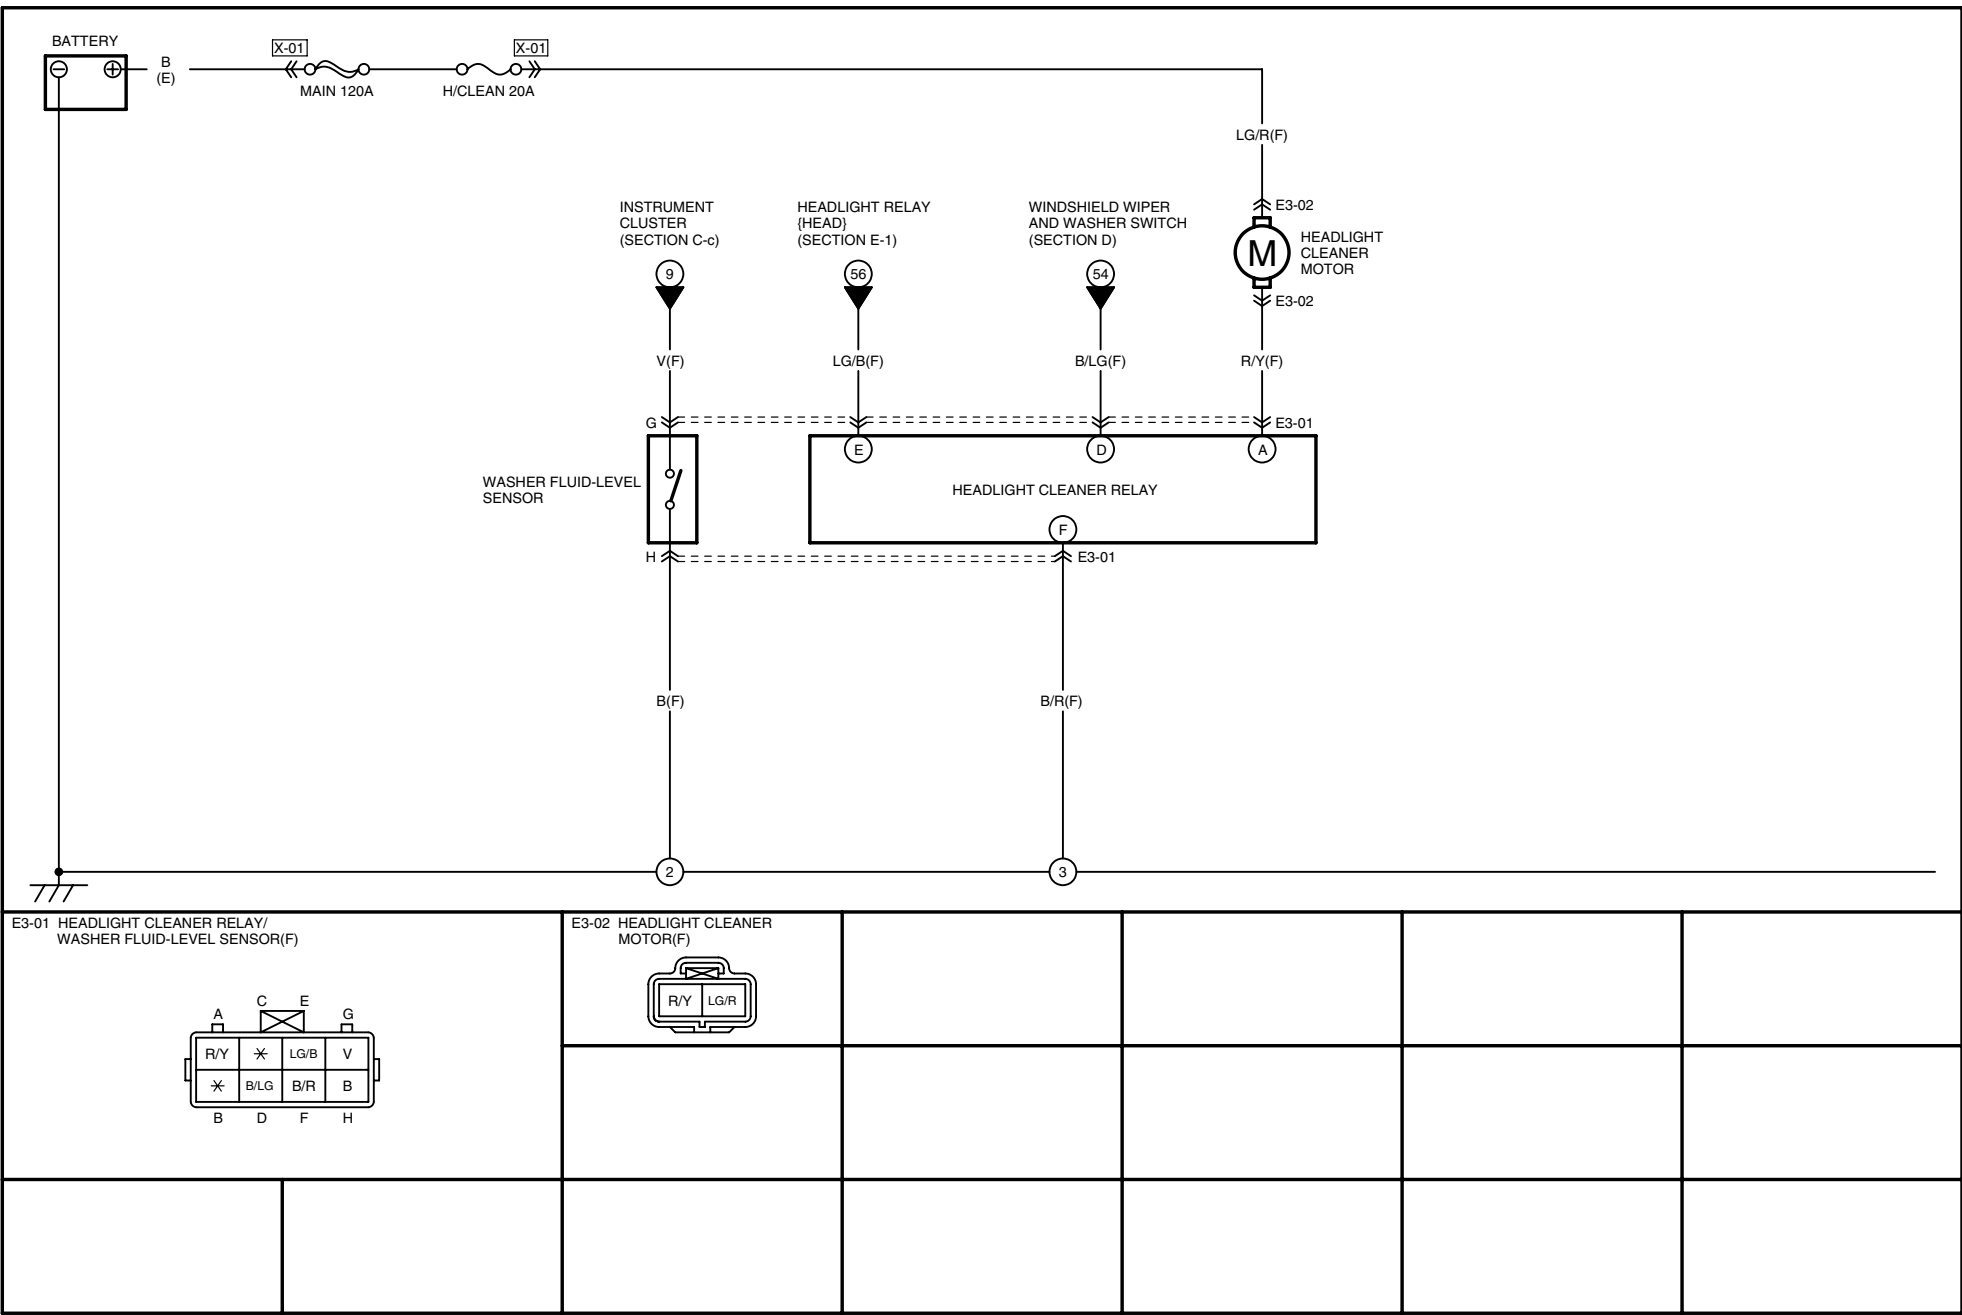 BATTERY
B
(E)
X-01
X-01
MAIN 120A
H/CLEAN 20A
LG/R(F)
INSTRUMENT
CLUSTER
(SECTION C-c)
HEADLIGHT RELAY
{HEAD}
(SECTION E-1)
WINDSHIELD WIPER
AND WASHER SWITCH
(SECTION D)
E3-02
M
HEADLIGHT
CLEANER
MOTOR
9
56
54
E3-02
V(F)
LG/B(F)
B/LG(F)
R/Y(F)
G
E3-01
E
D
A
WASHER FLUID-LEVEL
SENSOR
HEADLIGHT CLEANER RELAY
F
H
E3-01
B(F)
B/R(F)
2
3
E3-01 HEADLIGHT CLEANER RELAY/
WASHER FLUID-LEVEL SENSOR(F)
C E
A G
R/Y * LG/B V
* B/LG B/R B
B D F H
E3-02 HEADLIGHT CLEANER
MOTOR(F)
R/Y LG/R